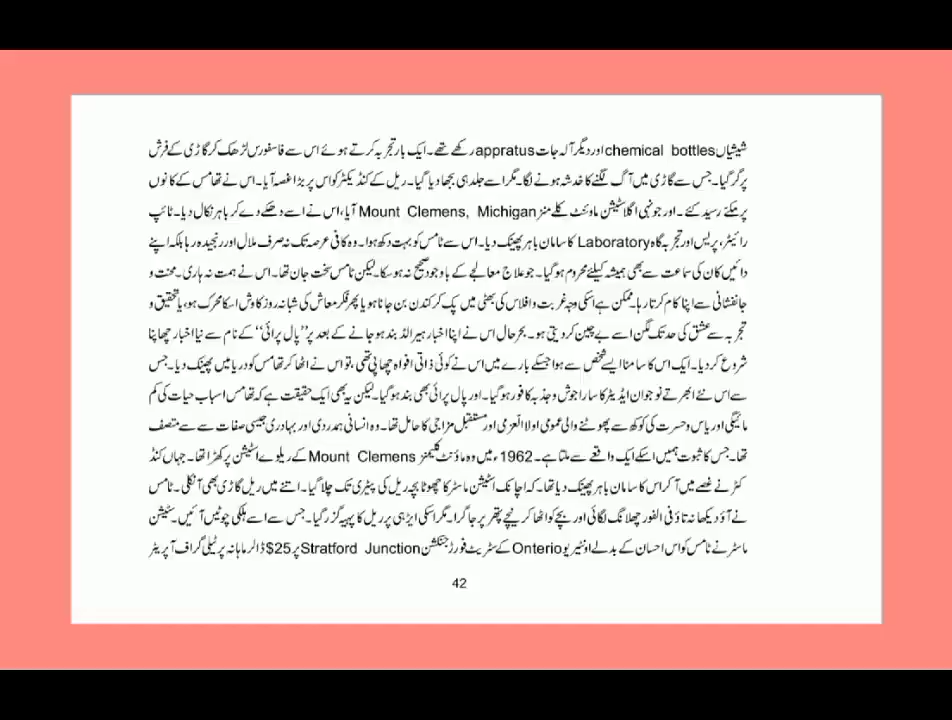 شیشیاں chemical bottles اور دیگر آلہ جات appratus رکھے تھے۔ ایک بار تجربہ کرتے ہوئے اس سے فاسفورس لڑھک کر گاڑی کے فرش
پر گر گیا۔ جس سے گاڑی میں آگ لگنے کا خدشہ ہونے لگا۔ مگر اسے جلد ہی بجھا دیا گیا۔ ریل کے کنڈیکٹر کو اس پر بڑا غصہ آیا۔ اس نے تھامس کے کانوں
پر مکے رسید کئے۔ اور جونہی اگلا سٹیشن ماؤنٹ کلے منز Mount Clemens, Michigan آیا، اس نے اسے دھکے دے کر باہر نکال دیا۔ ٹائپ
رائیٹر، پریس اور تجربہ گاہ Laboratory کا سامان باہر پھینک دیا۔ اس سے ٹامس کو بہت دکھ ہوا۔ وہ کافی عرصہ تک نہ صرف ملال اور رنجیدہ رہا بلکہ اپنے
دائیں کان کی سماعت سے بھی ہمیشہ کیلئے محروم ہو گیا۔ جو علاج معالجے کے باوجود صحیح نہ ہو سکا۔ لیکن ٹامس سخت جان تھا۔ اس نے ہمت نہ ہاری۔ محنت و
جانفشانی سے اپنا کام کرتا رہا۔ ممکن ہے اسکی وجہ غربت و افلاس کی بھٹی میں پک کر کندن بن جانا ہو یا پھر فکر معاش کی شبانہ روز کاوش اسکا محرک ہو، یا تحقیق و
تجربہ سے عشق کی حد تک لگن اسے بے چین کر دیتی ہو۔ بحر حال اس نے اپنا اخبار ہیرالڈ بند ہو جانے کے بعد پر ”پال پرائی“ کے نام سے نیا اخبار چھاپنا
شروع کر دیا۔ ایک اس کا سامنا ایسے شخص سے ہوا جسکے بارے میں اس نے کوئی ذاتی افواہ چھاپی تھی، تو اس نے اٹھا کر تھامس کو دریا میں پھینک دیا۔ جس
سے اس نئے ابھرتے نوجوان ایڈیٹر کا سارا جوش و جذبہ کافور ہو گیا۔ اور پال پرائی بھی بند ہو گیا۔ لیکن یہ بھی ایک حقیقت ہے کہ تھامس اسباب حیات کی کم
مائیگی اور یاس و حسرت کی کوکھ سے پھوٹنے والی عمومی اولا العزمی اور مستقبل مزاجی کا حامل تھا۔ وہ انسانی ہمدردی اور بہادری جیسی صفات سے سے متصف
تھا۔ جس کا ثبوت ہمیں اسکے ایک واقعے سے ملتا ہے۔ 1962ء میں وہ ماؤنٹ کلیمنز Mount Clemens کے ریلوے اسٹیشن پر کھڑا تھا۔ جہاں کنڈ
کٹر نے غصے میں آ کر اس کا سامان باہر پھینک دیا تھا۔ کہ اچانک اسٹیشن ماسٹر کا چھوٹا بچہ ریل کی پٹیری تک چلا گیا۔ اتنے میں ریل گاڑی بھی آ نکلی۔ ٹامس
نے آؤ دیکھا نہ تاؤ فی الفور چھلانگ لگائی اور بچے کو اٹھا کر نیچے پتھر پر جا گرا۔ مگر اسکی ایڑہی پر ریل کا پہیہ گزر گیا۔ جس سے اسے ہلکی چوٹیں آئیں۔ سٹیشن
ماسٹر نے ٹامس کو اس احسان کے بدلے اونٹیریو Onterio کے سٹریٹ فورڑ جنکشن Stratford Junction پر 25$ ڈالر ماہانہ پر ٹیلی گراف آپریٹر
42